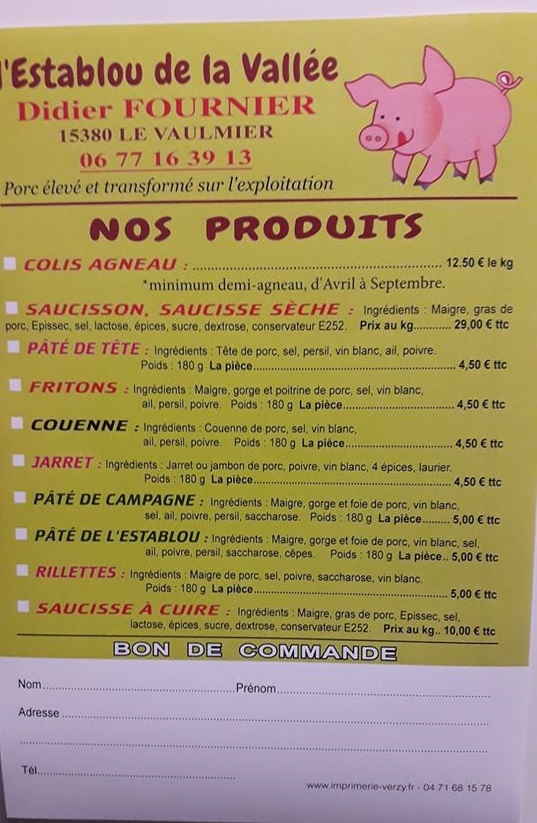 l'Establou de la Vallée
Didier FOURNIER
15380 LE VAULMIER
06 77 16 39 13
Porc élevé et transformé sur l'exploitation
NOS PRODUITS
COLIS AGNEAU : .......................................................... 12.50 € le kg
*minimum demi-agneau, d'Avril à Septembre.
SAUCISSON, SAUCISSE SÈCHE : Ingrédients : Maigre, gras de
porc, Epissec, sel, lactose, épices, sucre, dextrose, conservateur E252. Prix au kg............ 29,00 € ttc
PÂTÉ DE TÊTE : Ingrédients : Tête de porc, sel, persil, vin blanc, ail, poivre.
Poids : 180 g La pièce.......................................................... 4,50 € ttc
FRITONS : Ingrédients : Maigre, gorge et poitrine de porc, sel, vin blanc,
ail, persil, poivre. Poids : 180 g La pièce................................ 4,50 € ttc
COUENNE : Ingrédients : Couenne de porc, sel, vin blanc,
ail, persil, poivre. Poids : 180 g La pièce................................ 4,50 € ttc
JARRET : Ingrédients : Jarret ou jambon de porc, poivre, vin blanc, 4 épices, laurier.
Poids : 180 g La pièce.......................................................... 4,50 € ttc
PÂTÉ DE CAMPAGNE : Ingrédients : Maigre, gorge et foie de porc, vin blanc,
sel, ail, poivre, persil, saccharose. Poids : 180 g La pièce........ 5,00 € ttc
PÂTÉ DE L'ESTABLOU : Ingrédients : Maigre, gorge et foie de porc, vin blanc, sel,
ail, poivre, persil, saccharose, cêpes. Poids : 180 g La pièce.. 5,00 € ttc
RILLETTES : Ingrédients : Maigre de porc, sel, poivre, saccharose, vin blanc.
Poids : 180 g La pièce.......................................................... 5,00 € ttc
SAUCISSE À CUIRE : Ingrédients : Maigre, gras de porc, Epissec, sel,
lactose, épices, sucre, dextrose, conservateur E252. Prix au kg.. 10,00 € ttc
BON DE COMMANDE
Nom..........................................Prénom..........................................
Adresse ..........................................................................................
..........................................................................................
Tél..........................................
www.imprimerie-verzy.fr - 04 71 68 15 78